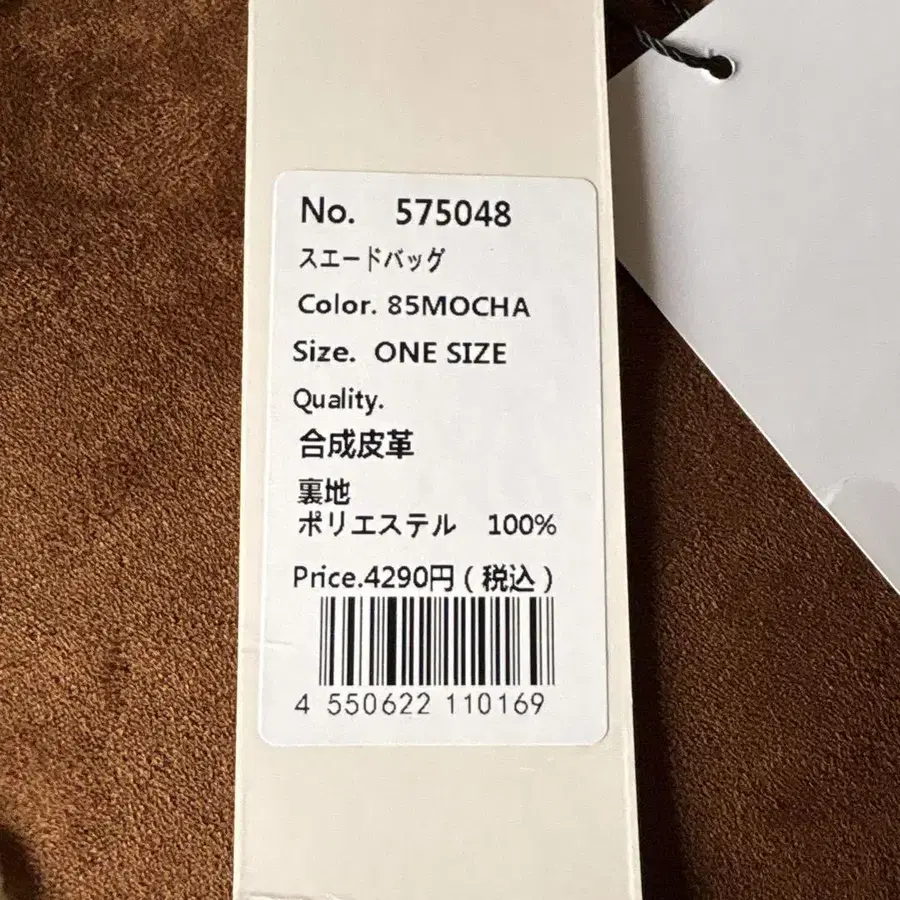 No. 575048
スエードバッグ
Color. 85MOCHA
Size. ONE SIZE
Quality.
合成皮革
裏地
ポリエステル 100%
Price.4290円(税込)
4 550622 110169